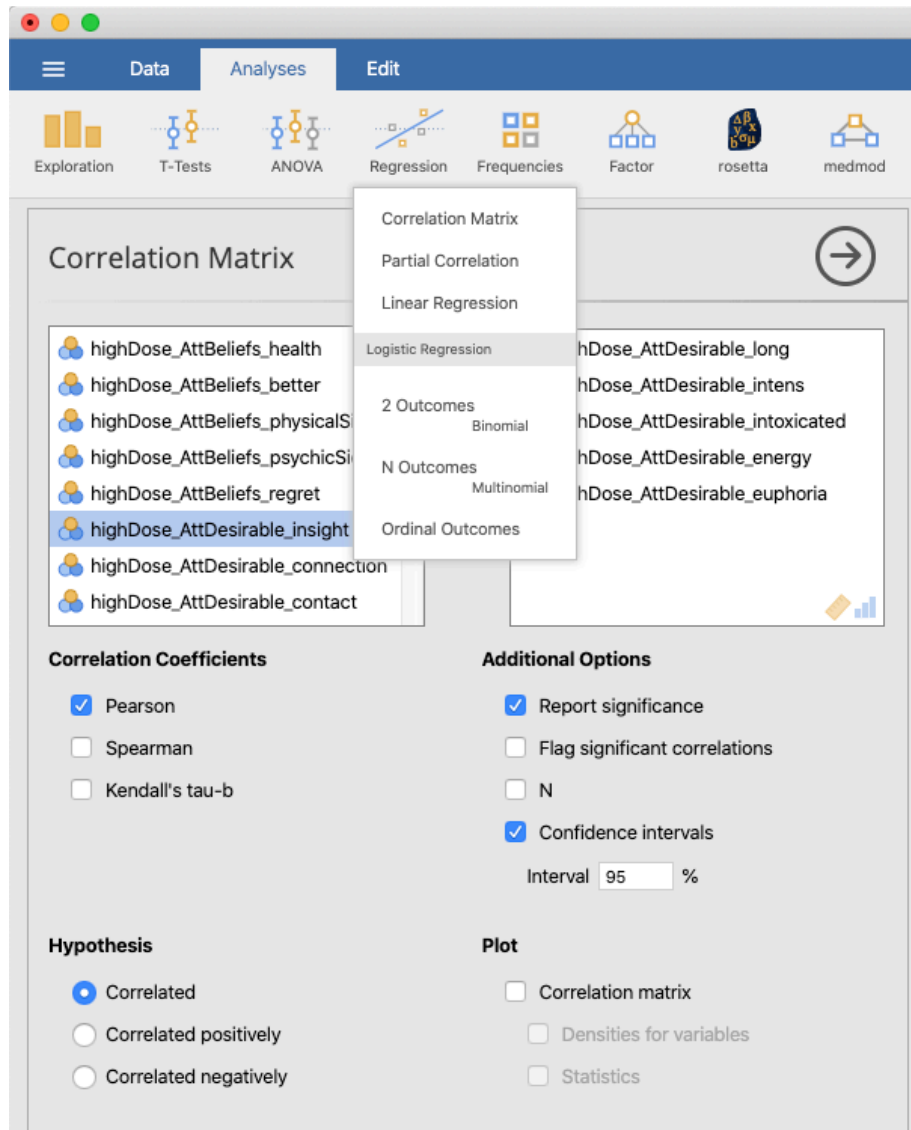 Data Analyses Edit
Exploration T-Tests ANOVA Regression Frequencies Factor rosetta medmod
Correlation Matrix
Correlation Matrix
Partial Correlation
Linear Regression
Logistic Regression
2 Outcomes
Binomial
N Outcomes
Multinomial
Ordinal Outcomes
highDose_AttBeliefs_health
highDose_AttBeliefs_better
highDose_AttBeliefs_physicalSi
highDose_AttBeliefs_psychicSi
highDose_AttBeliefs_regret
highDose_AttDesirable_insight
highDose_AttDesirable_connection
highDose_AttDesirable_contact
hDose_AttDesirable_long
hDose_AttDesirable_intens
hDose_AttDesirable_intoxicated
hDose_AttDesirable_energy
hDose_AttDesirable_euphoria
Correlation Coefficients
Pearson
Spearman
Kendall's tau-b
Additional Options
Report significance
Flag significant correlations
N
Confidence intervals
Interval 95 %
Hypothesis
Correlated
Correlated positively
Correlated negatively
Plot
Correlation matrix
Densities for variables
Statistics